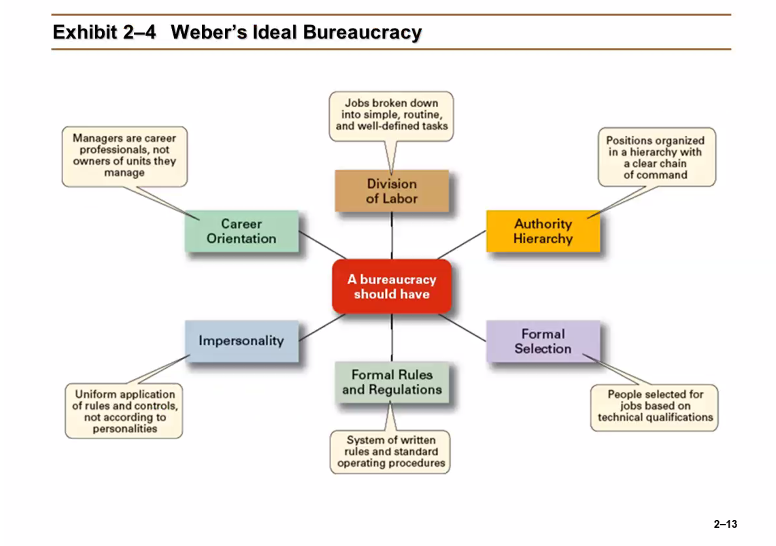 Exhibit 2–4 Weber’s Ideal Bureaucracy
Jobs broken down
into simple, routine,
and well-defined tasks
Managers are career
professionals, not
owners of units they
manage
Positions organized
in a hierarchy with
a clear chain
of command
Division
of Labor
Career
Orientation
Authority
Hierarchy
A bureaucracy
should have
Impersonality
Formal
Selection
Formal Rules
and Regulations
Uniform application
of rules and controls,
not according to
personalities
People selected for
jobs based on
technical qualifications
System of written
rules and standard
operating procedures
2–13